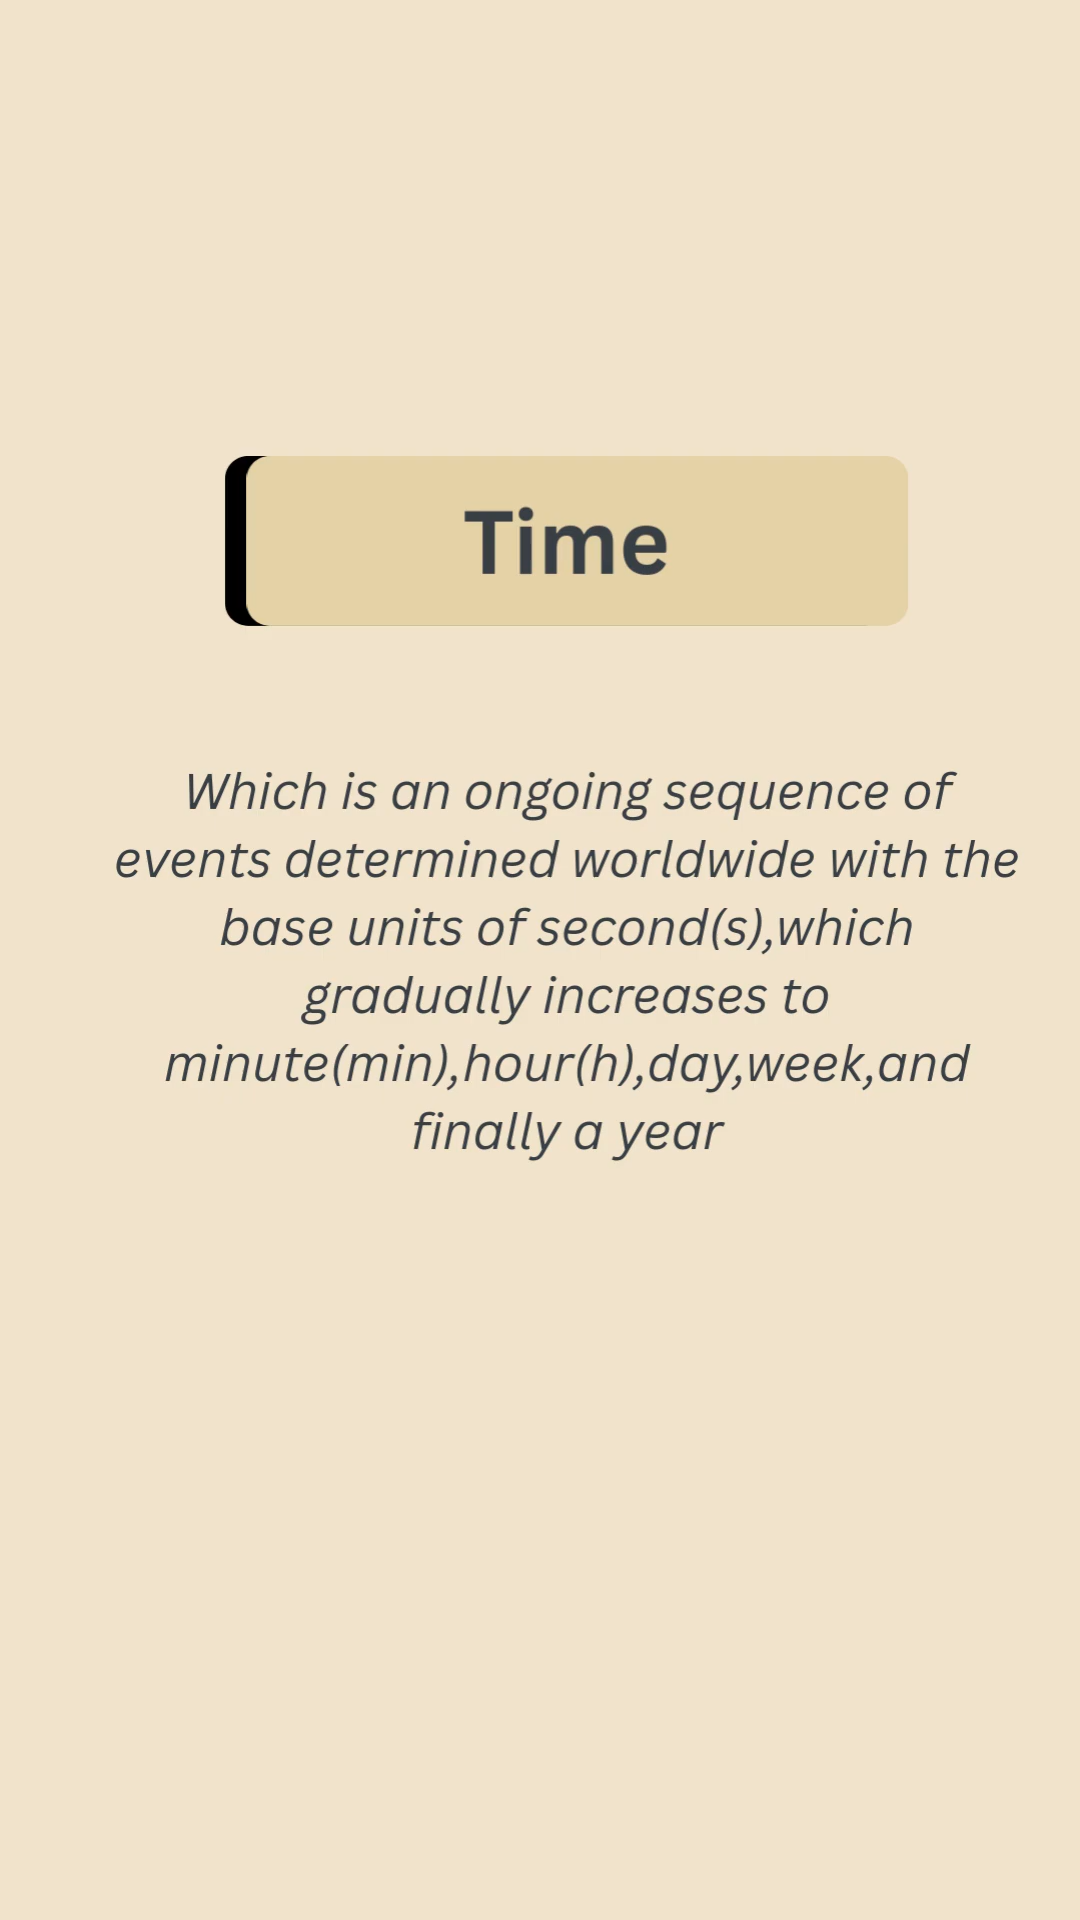 Time
Which is an ongoing sequence of
events determined worldwide with the
base units of second(s),which
gradually increases to
minute(min),hour(h),day,week,and
finally a year